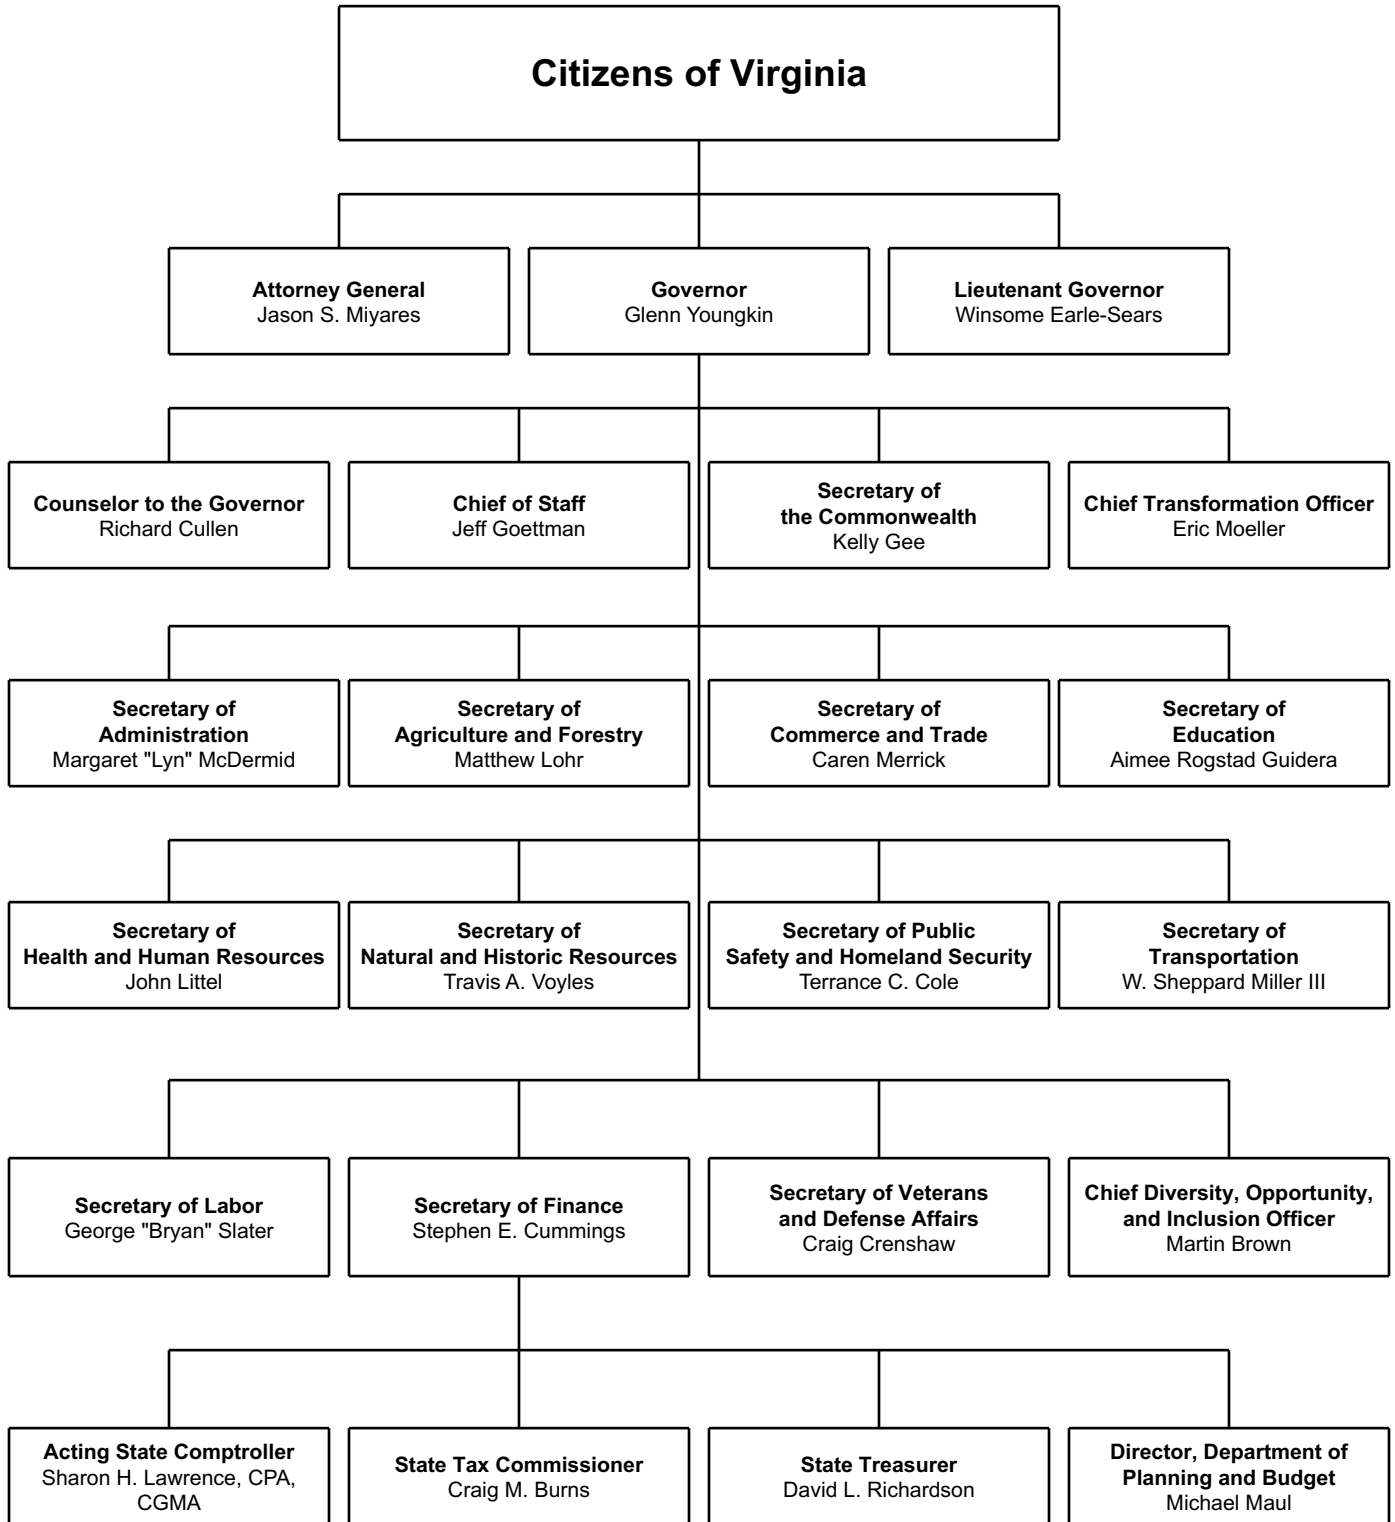 Citizens of Virginia
Attorney General
Jason S. Miyares
Governor
Glenn Youngkin
Lieutenant Governor
Winsome Earle-Sears
Counselor to the Governor
Richard Cullen
Chief of Staff
Jeff Goettman
Secretary of
the Commonwealth
Kelly Gee
Chief Transformation Officer
Eric Moeller
Secretary of
Administration
Margaret "Lyn" McDermid
Secretary of
Agriculture and Forestry
Matthew Lohr
Secretary of
Commerce and Trade
Caren Merrick
Secretary of
Education
Aimee Rogstad Guidera
Secretary of
Health and Human Resources
John Littel
Secretary of
Natural and Historic Resources
Travis A. Voyles
Secretary of Public
Safety and Homeland Security
Terrance C. Cole
Secretary of
Transportation
W. Sheppard Miller III
Secretary of Labor
George "Bryan" Slater
Secretary of Finance
Stephen E. Cummings
Secretary of Veterans
and Defense Affairs
Craig Crenshaw
Chief Diversity, Opportunity,
and Inclusion Officer
Martin Brown
Acting State Comptroller
Sharon H. Lawrence, CPA,
CGMA
State Tax Commissioner
Craig M. Burns
State Treasurer
David L. Richardson
Director, Department of
Planning and Budget
Michael Maul